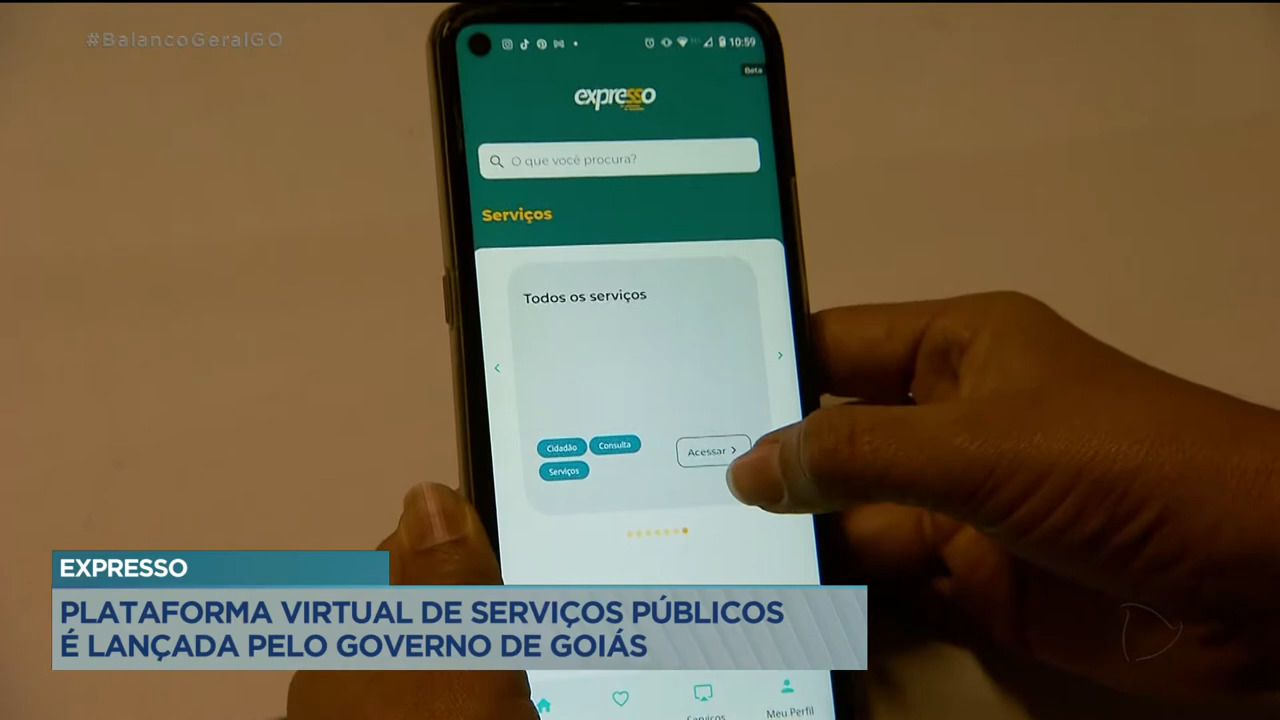 #BalancoGeralGO
10:59
Beta
expresso
O que você procura?
Serviços
Todos os serviços
Cidadão
Consulta
Serviços
Acessar
EXPRESSO
PLATAFORMA VIRTUAL DE SERVIÇOS PÚBLICOS
É LANÇADA PELO GOVERNO DE GOIÁS
Serviços
Meu Perfil